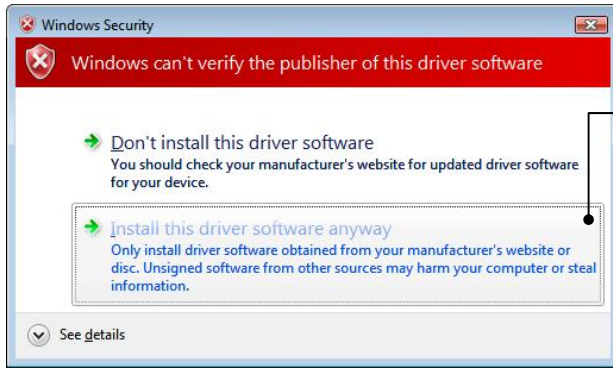 Windows Security
Windows can't verify the publisher of this driver software
Don't install this driver software
You should check your manufacturer's website for updated driver software
for your device.
Install this driver software anyway
Only install driver software obtained from your manufacturer's website or
disc. Unsigned software from other sources may harm your computer or steal
information.
See details